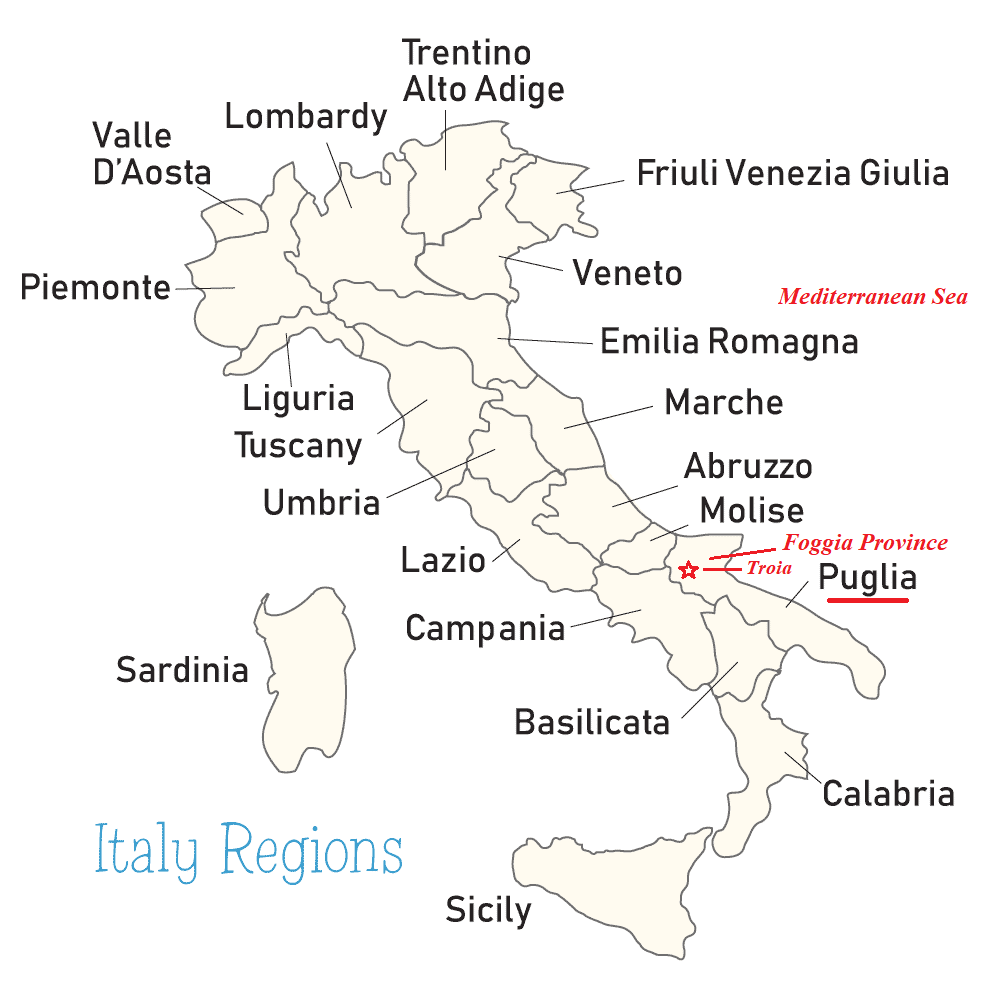 Trentino
Alto Adige
Lombardy
Valle
D'Aosta
Friuli Venezia Giulia
Piemonte
Veneto
Mediterranean Sea
Emilia Romagna
Liguria
Marche
Tuscany
Abruzzo
Umbria
Molise
Foggia Province
Lazio
Troia
Puglia
Campania
Sardinia
Basilicata
Calabria
Italy Regions
Sicily